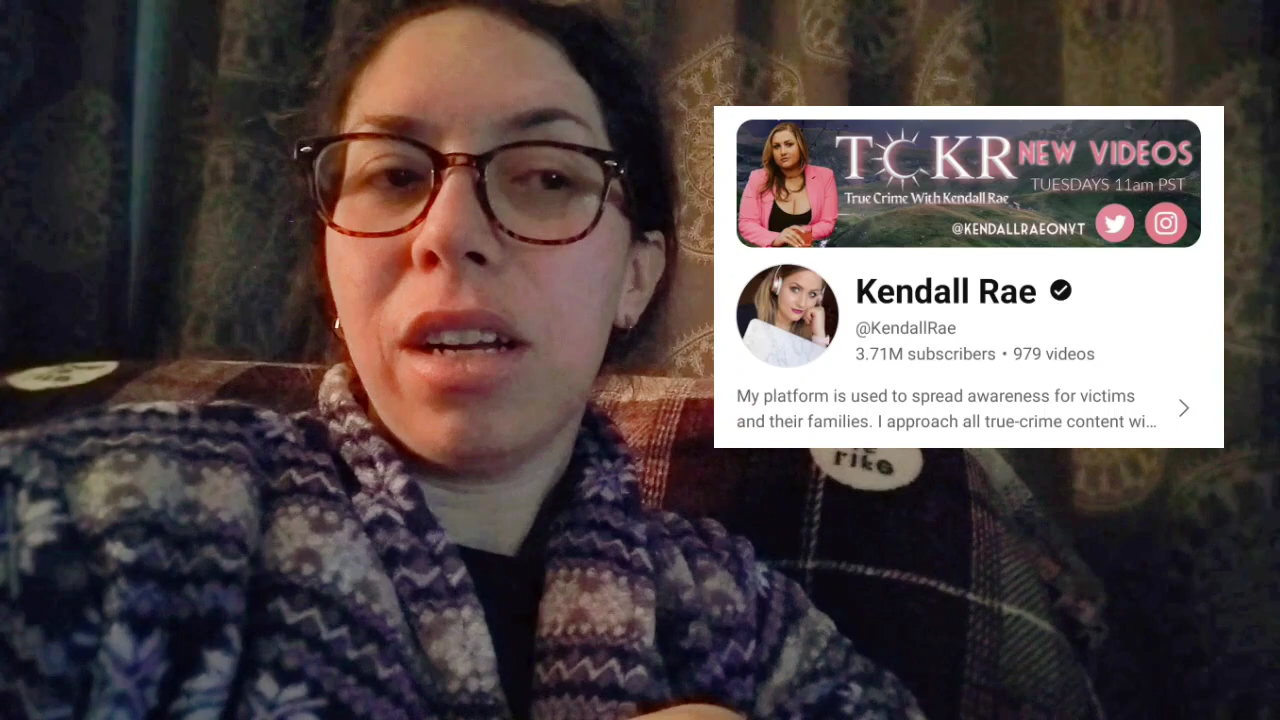 TCKR
NEW VIDEOS
True Crime With Kendall Rae
TUESDAYS 11am PST
@KENDALLRAEONYT
Kendall Rae
@KendallRae
3.71M subscribers • 979 videos
My platform is used to spread awareness for victims
and their families. I approach all true-crime content wi...